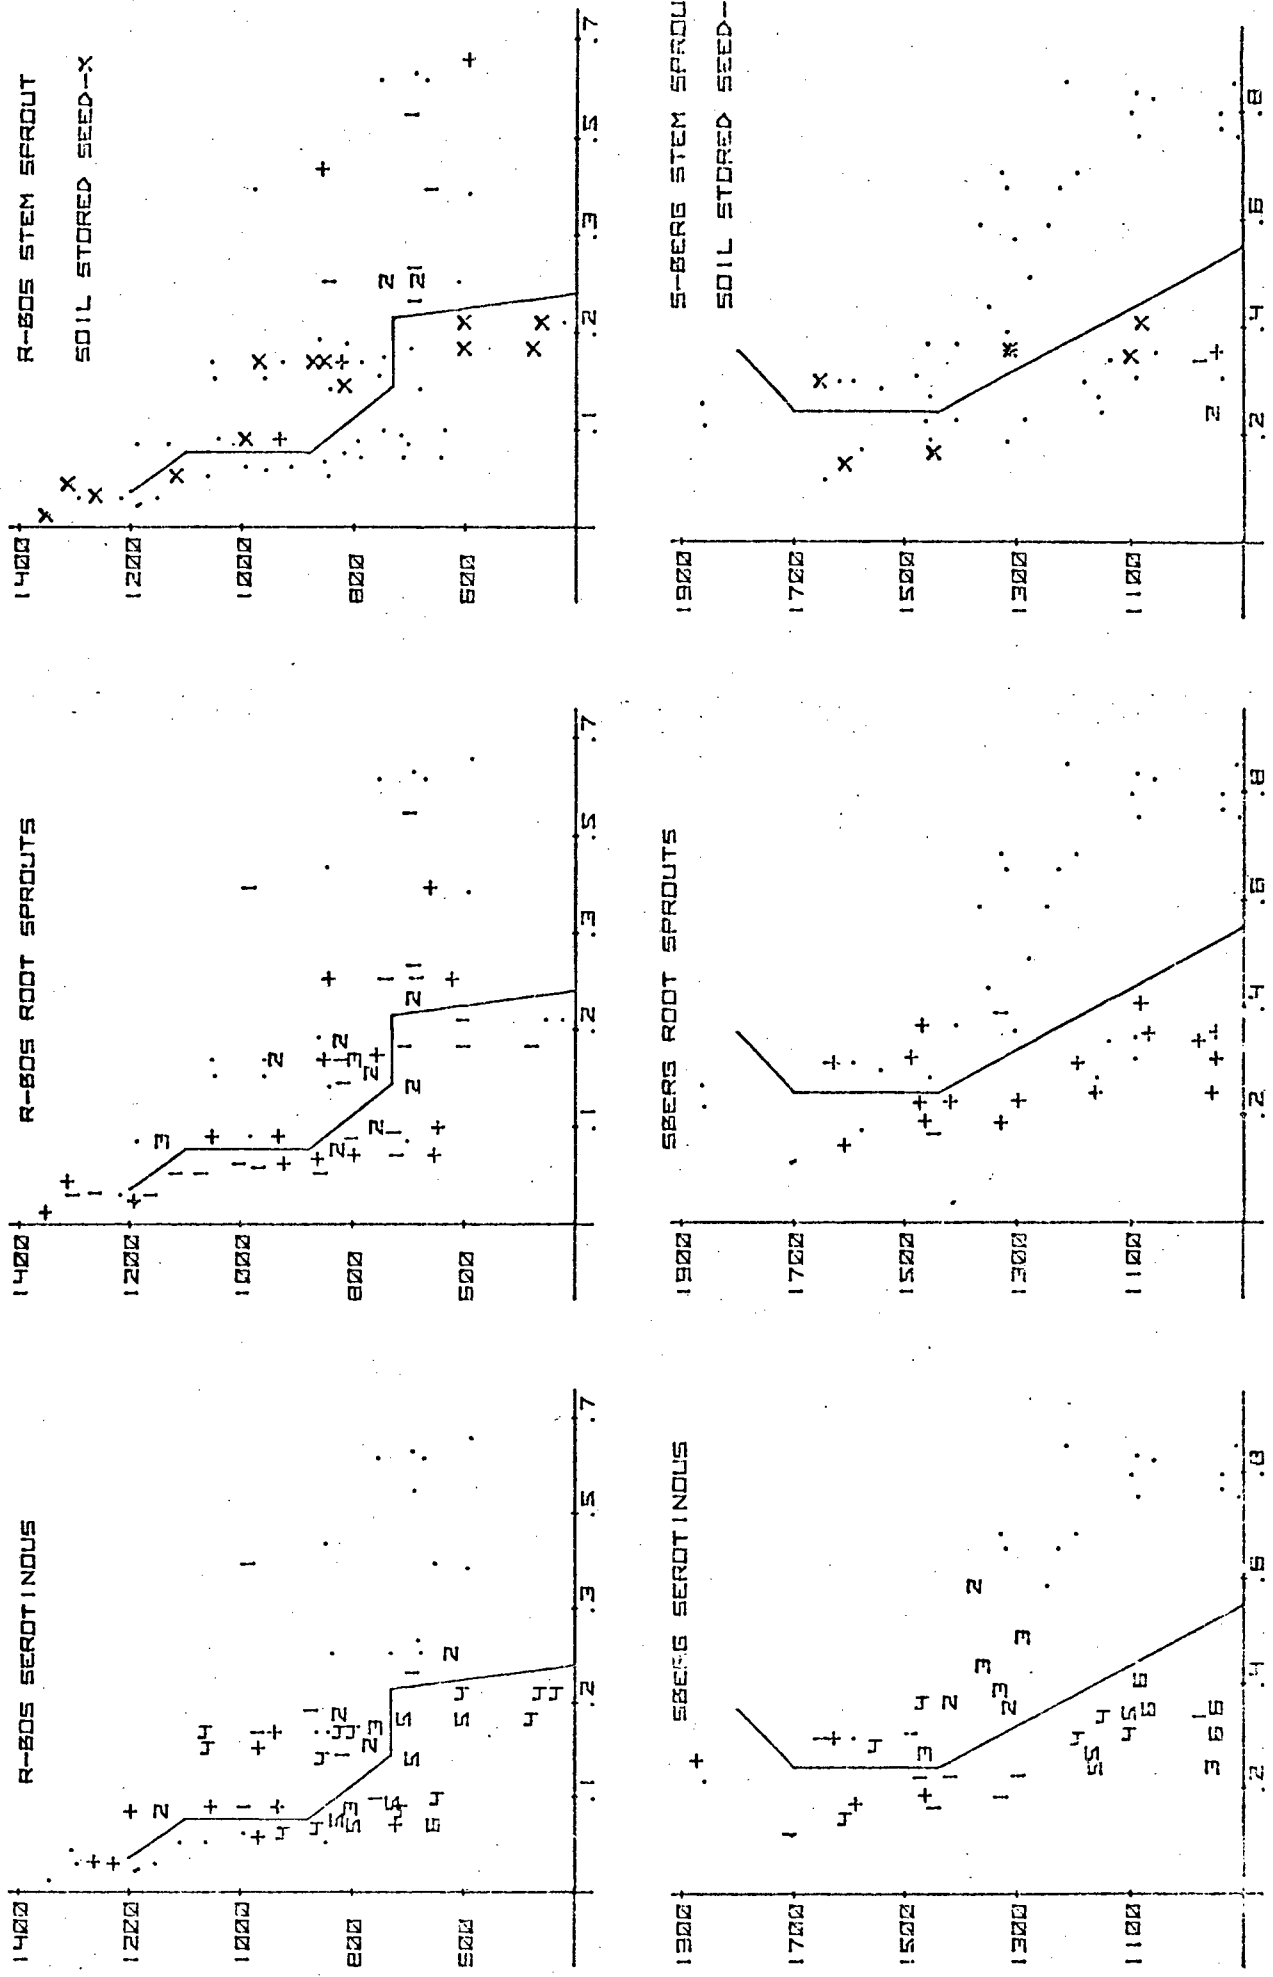 R-BOS SEROTINOUS
1400
1200
1000
800
600
.1 .2 .3 .5 .7
R-BOS ROOT SPROUTS
1400
1200
1000
800
600
.1 .2 .3 .5 .7
R-BOS STEM SPROUT
SOIL STORED SEED-X
1400
1200
1000
800
600
.1 .2 .3 .5 .7
SBERG SEROTINOUS
1900
1700
1500
1300
1100
.2 .4 .6 .8
SBERG ROOT SPROUTS
1900
1700
1500
1300
1100
.2 .4 .6 .8
S-BERG STEM SPROU
SOIL STORED SEED-
1900
1700
1500
1300
1100
.2 .4 .6 .8